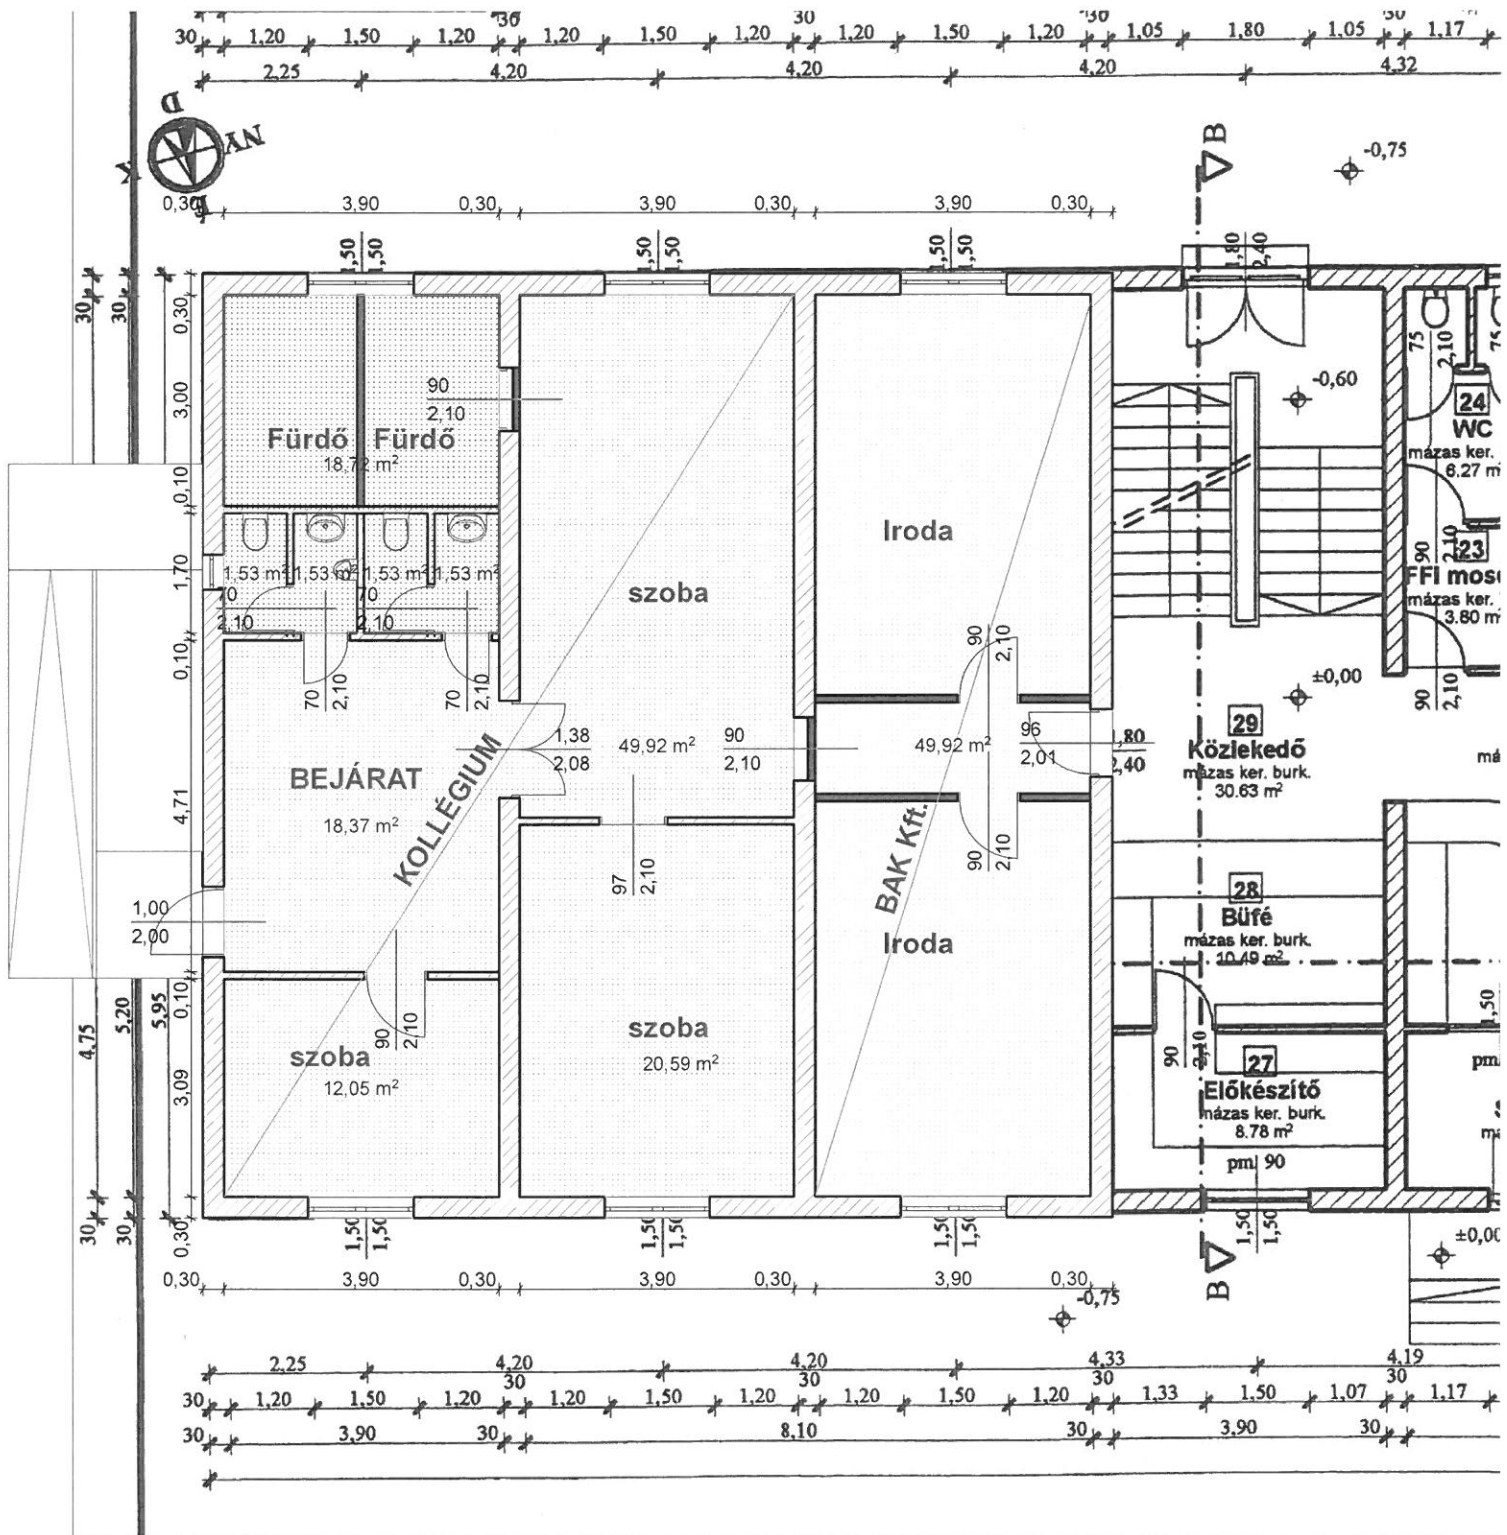 30 1,20 1,50 1,20 30 1,20 1,50 1,20 30 1,20 1,50 1,20 30 1,05 1,80 1,05 30 1,17
2,25 4,20 4,20 4,20 4,32
D
NY
K
B
-0,75
0,30 3,90 0,30 3,90 0,30 3,90 0,30
1,50 1,50 1,50 1,50 1,50 1,50 1,80 2,40
30 30 0,30
3,00
90
2,10
-0,60
75 2,10
24
WC
mázas ker.
6.27 m
Fürdő Fürdő
18,72 m²
0,10
Iroda
90 2,10
23
FFI mos
mázas ker.
3.80 m
1,70
1,53 m² 1,53 m² 1,53 m² 1,53 m²
70 70
2,10 2,10
szoba
0,10
70 2,10 70 2,10
90 2,10
±0,00
90 2,10
29
Közlekedő
mázas ker. burk.
30.63 m²
má
1,38
2,08
49,92 m²
90
2,10
49,92 m²
96
2,01
1,80
2,40
BEJÁRAT
18,37 m²
KOLLÉGIUM
4,71
97 2,10
90 2,10
BAK Kft.
28
Büfé
mázas ker. burk.
10.49 m²
1,00
2,00
Iroda
4,75 5,20 5,95 0,10
90 2,10
szoba
12,05 m²
szoba
20,59 m²
90 2,10
1,50
27
Előkészítő
mázas ker. burk.
8.78 m²
pm 90
pm
3,09
30 30 0,30
1,50 1,50 1,50 1,50 1,50 1,50 1,50 1,50
±0,00
B
0,30 3,90 0,30 3,90 0,30 3,90 0,30
-0,75
2,25 4,20 4,20 4,33 4,19
30 1,20 1,50 1,20 30 1,20 1,50 1,20 30 1,20 1,50 1,20 30 1,33 1,50 1,07 30 1,17
30 3,90 30 8,10 30 3,90 30